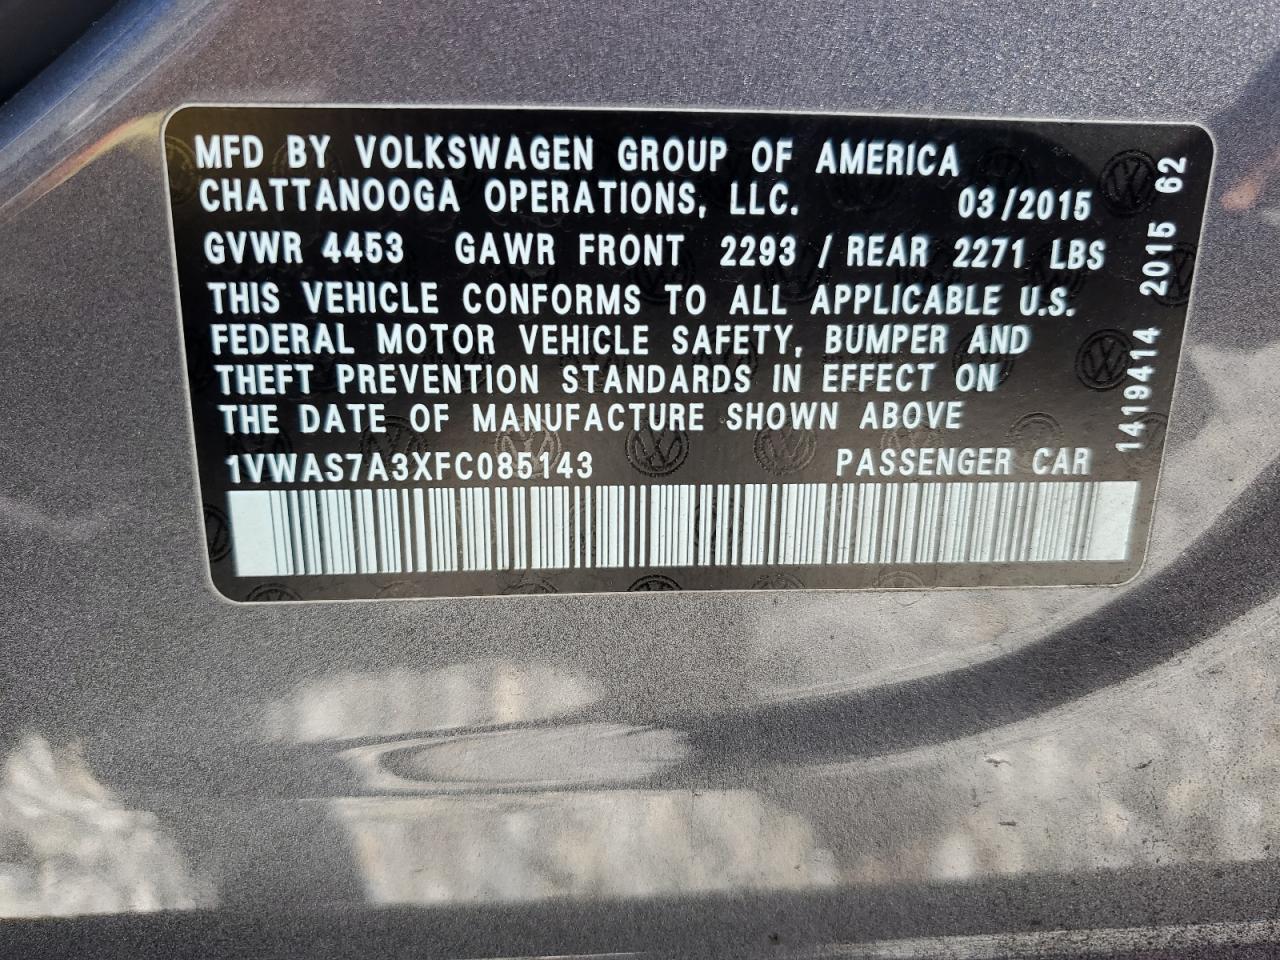 MFD BY VOLKSWAGEN GROUP OF AMERICA
CHATTANOOGA OPERATIONS, LLC. 03/2015
GVWR 4453 GAWR FRONT 2293 / REAR 2271 LBS
THIS VEHICLE CONFORMS TO ALL APPLICABLE U.S.
FEDERAL MOTOR VEHICLE SAFETY, BUMPER AND
THEFT PREVENTION STANDARDS IN EFFECT ON
THE DATE OF MANUFACTURE SHOWN ABOVE
1VWAS7A3XFC085143 PASSENGER CAR
1419414 2015 62